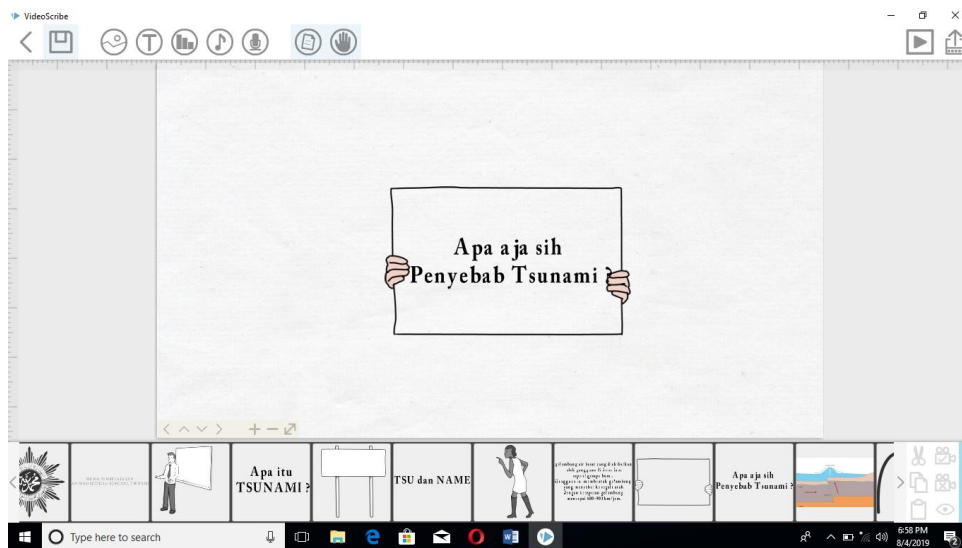 VideoScribe
Apa aja sih
Penyebab Tsunami ?
Apa itu
TSUNAMI ?
TSU dan NAME
Apa aja sih
Penyebab Tsunami ?
Type here to search
6:58 PM
8/4/2019
2